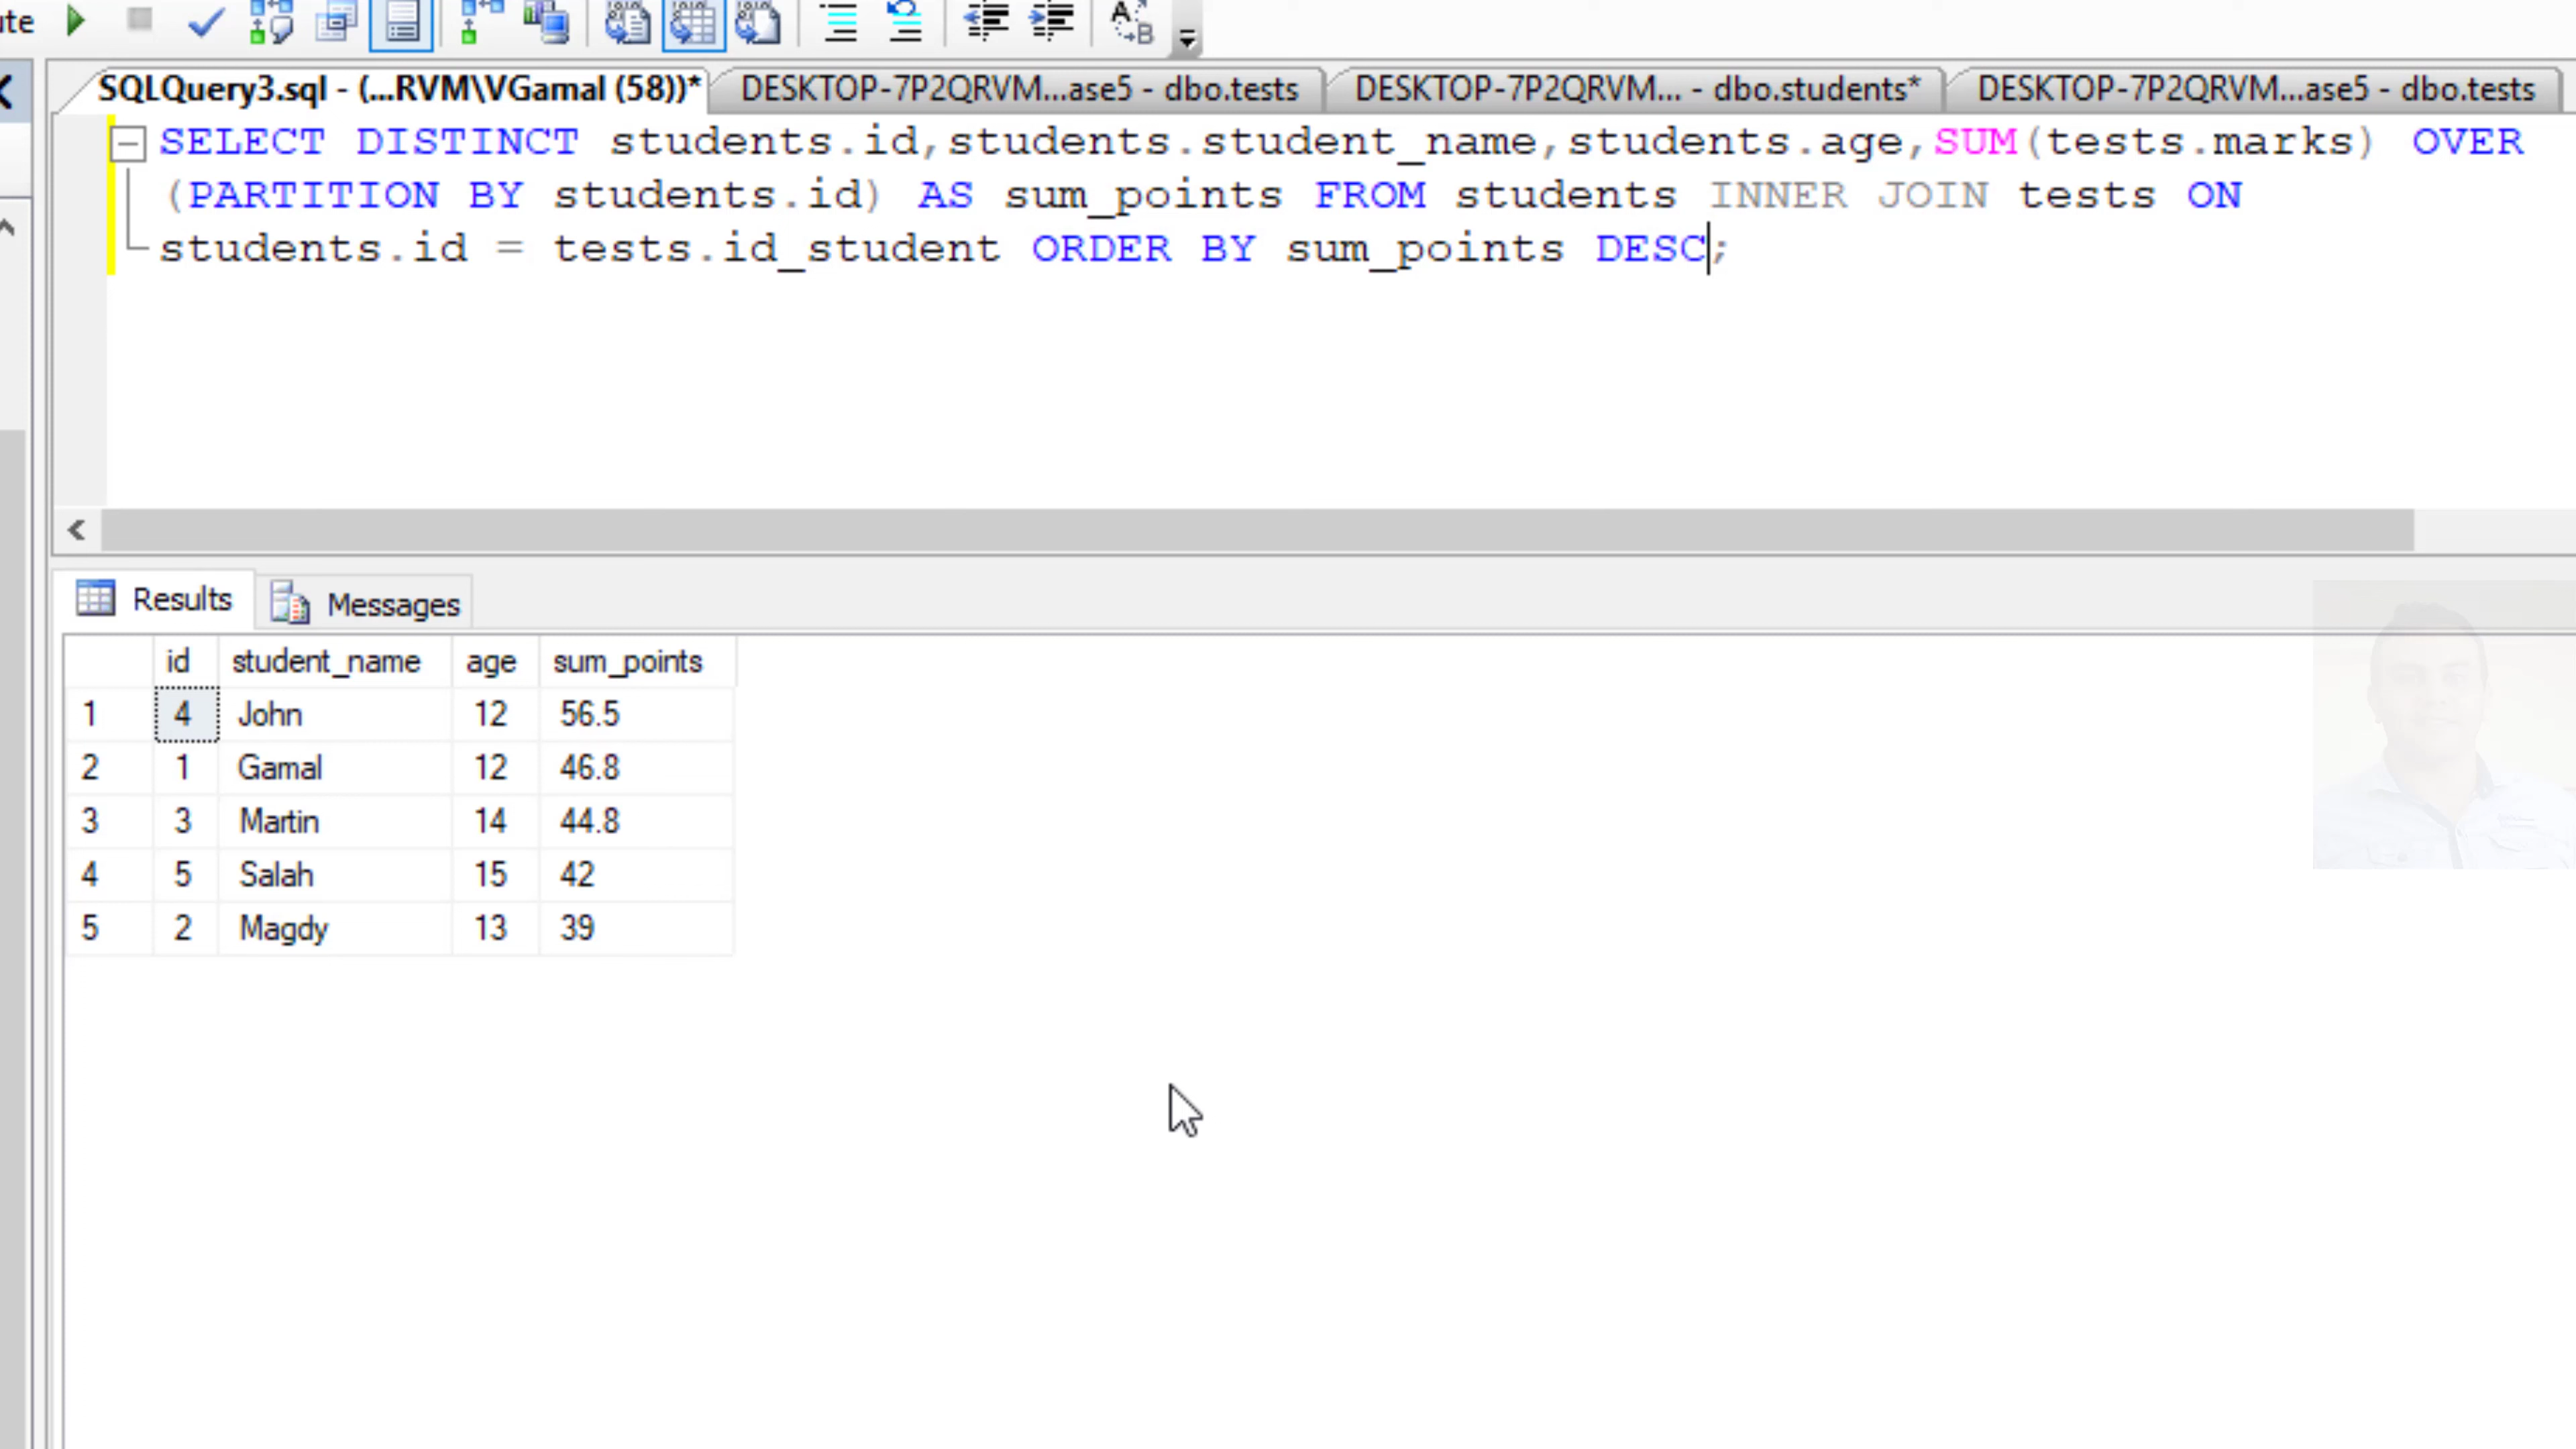 ute
SQLQuery3.sql - (...RVM\VGamal (58))* DESKTOP-7P2QRVM...ase5 - dbo.tests DESKTOP-7P2QRVM... - dbo.students* DESKTOP-7P2QRVM...ase5 - dbo.tests
SELECT DISTINCT students.id,students.student_name,students.age,SUM(tests.marks) OVER
(PARTITION BY students.id) AS sum_points FROM students INNER JOIN tests ON
students.id = tests.id_student ORDER BY sum_points DESC;
Results Messages
id student_name age sum_points
1 4 John 12 56.5
2 1 Gamal 12 46.8
3 3 Martin 14 44.8
4 5 Salah 15 42
5 2 Magdy 13 39